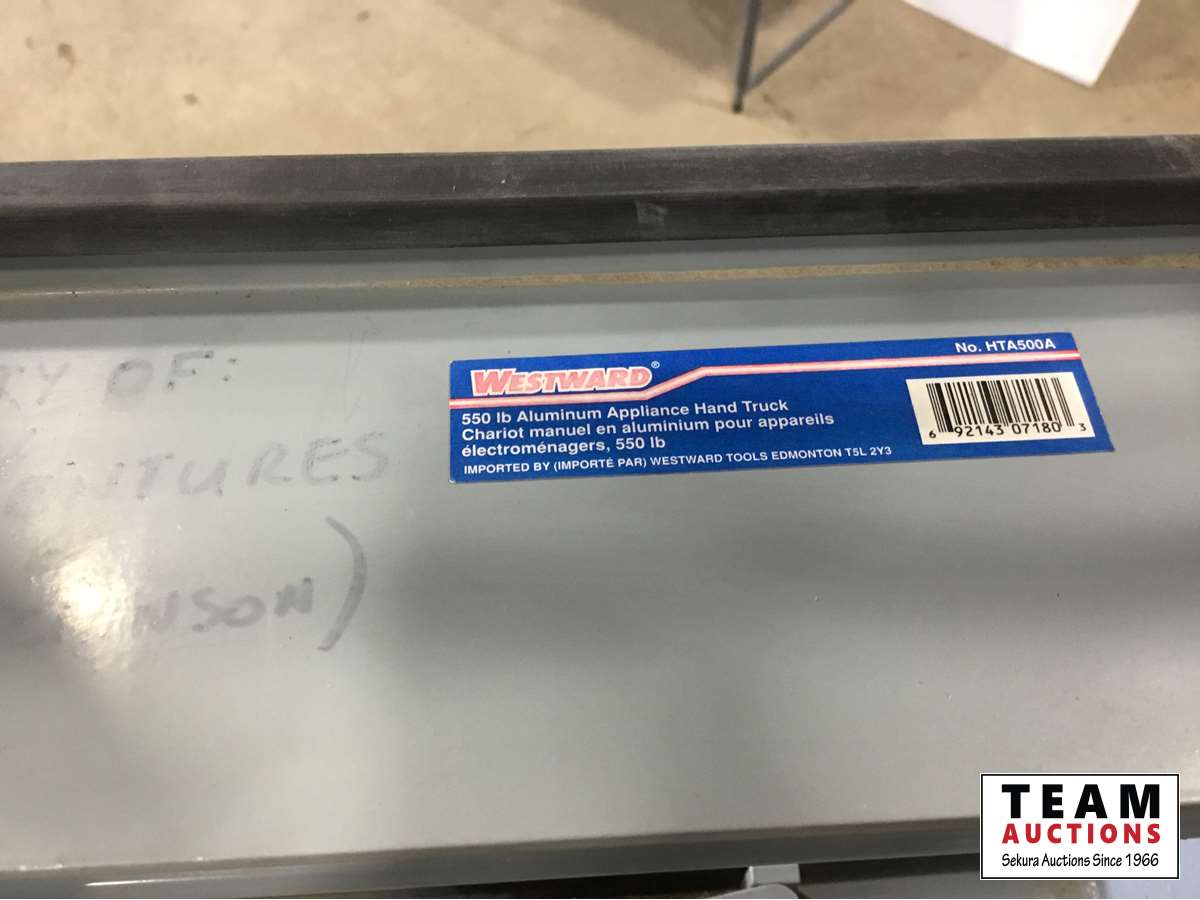 OF:
WESTWARD®
No. HTA500A
550 lb Aluminum Appliance Hand Truck
Chariot manuel en aluminium pour appareils
électroménagers, 550 lb
IMPORTED BY (IMPORTÉ PAR) WESTWARD TOOLS EDMONTON T5L 2Y3
6 92143 07180 3
TEAM
AUCTIONS
Sekura Auctions Since 1966